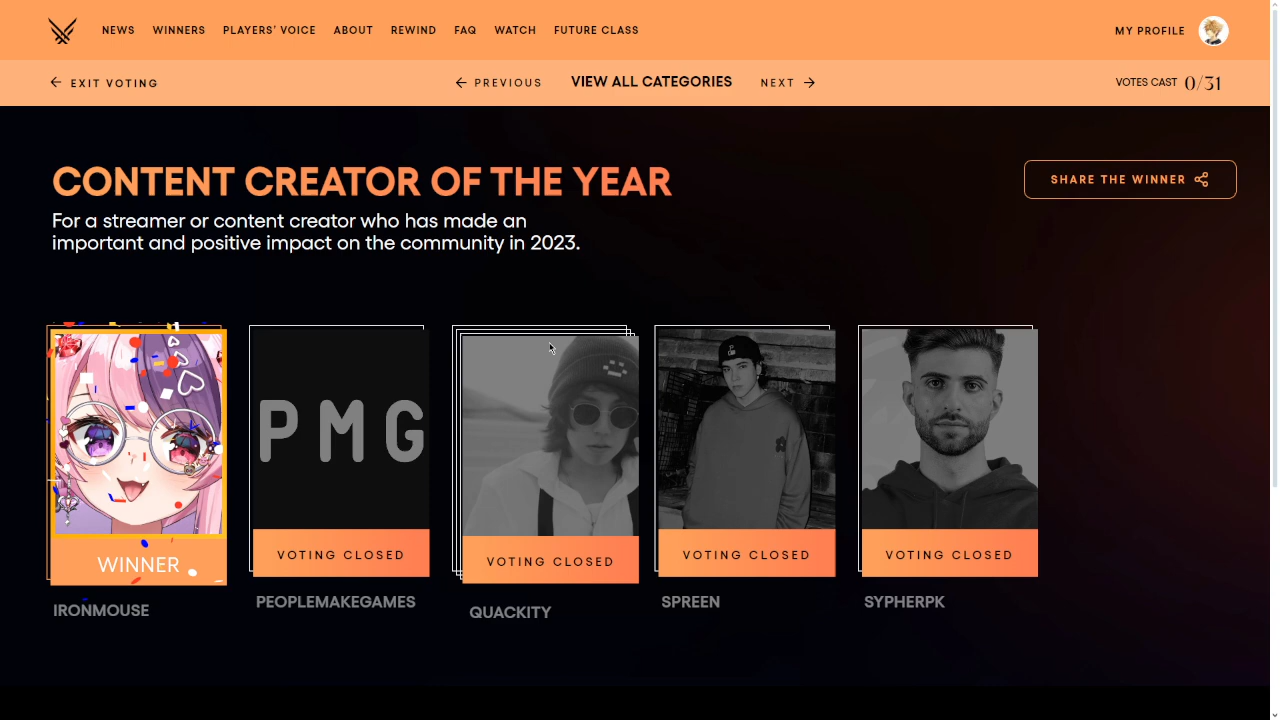 NEWS WINNERS PLAYERS' VOICE ABOUT REWIND FAQ WATCH FUTURE CLASS MY PROFILE
EXIT VOTING PREVIOUS VIEW ALL CATEGORIES NEXT VOTES CAST 0/31
CONTENT CREATOR OF THE YEAR
SHARE THE WINNER
For a streamer or content creator who has made an
important and positive impact on the community in 2023.
PMG
WINNER
VOTING CLOSED
VOTING CLOSED
VOTING CLOSED
VOTING CLOSED
IRONMOUSE
PEOPLEMAKEGAMES
QUACKITY
SPREEN
SYPHERPK